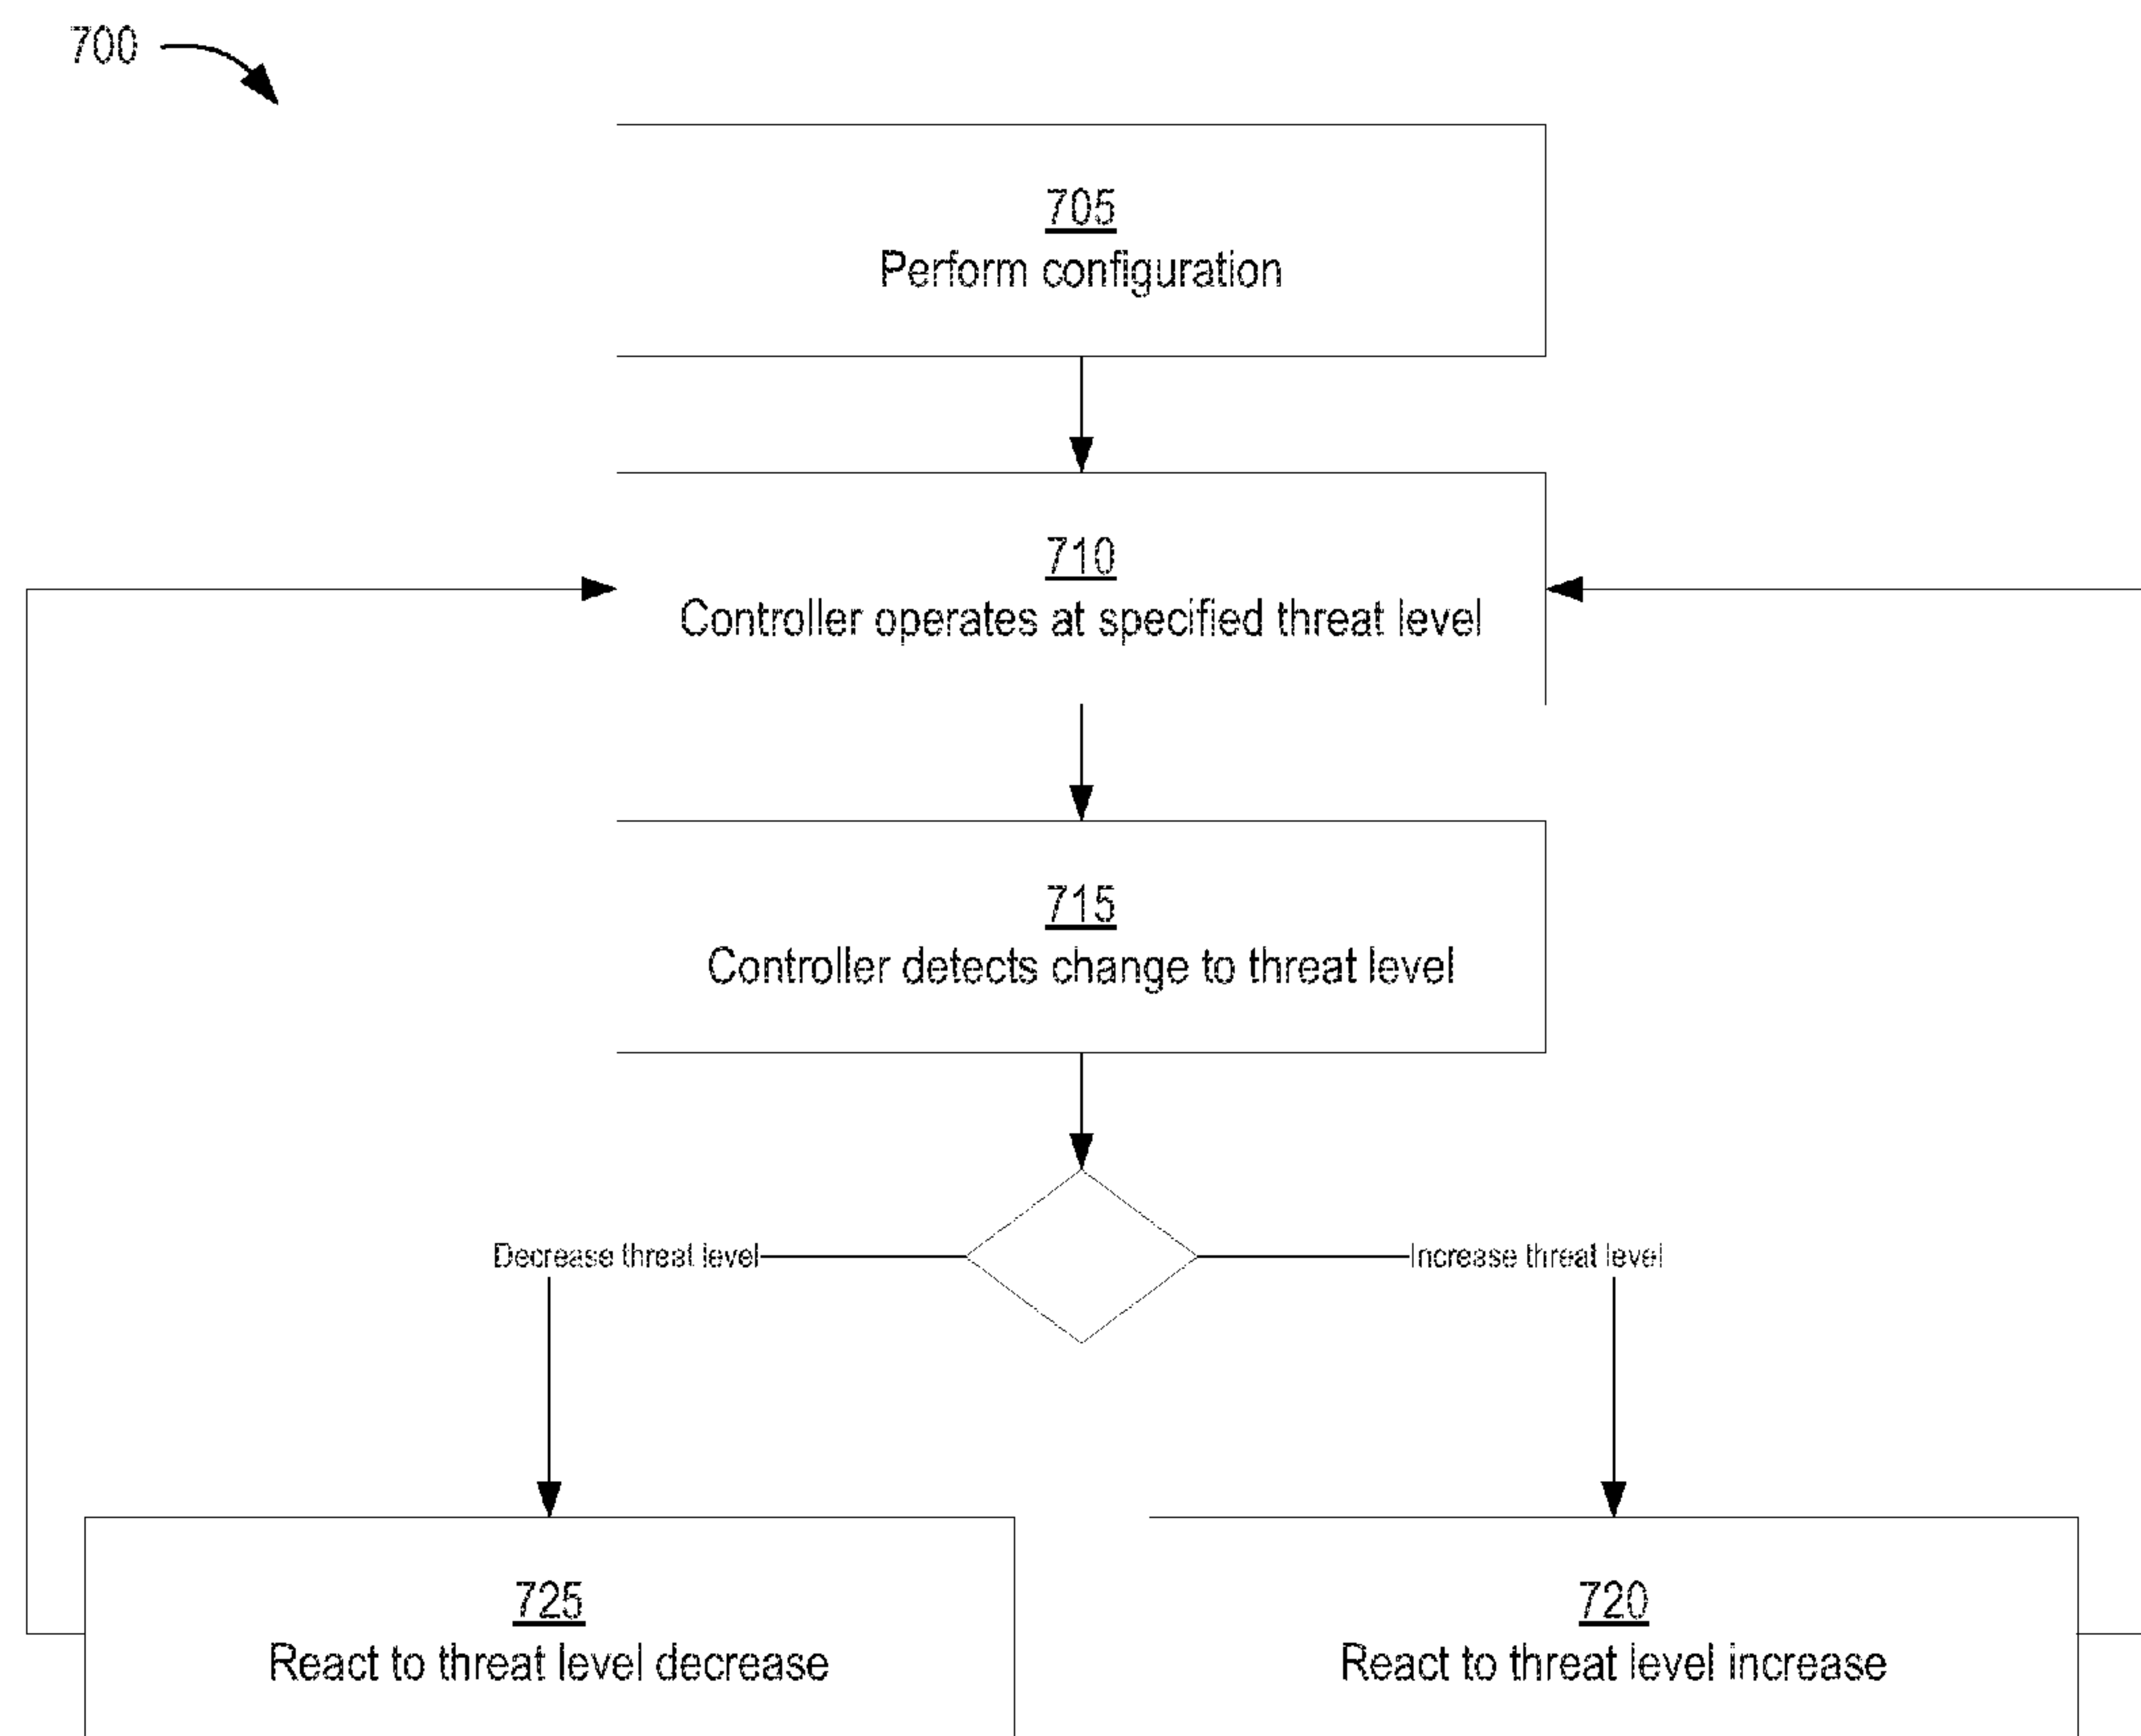 700
705
Perform configuration
710
Controller operates at specified threat level
715
Controller detects change to threat level
Decrease threat level
Increase threat level
725
React to threat level decrease
720
React to threat level increase